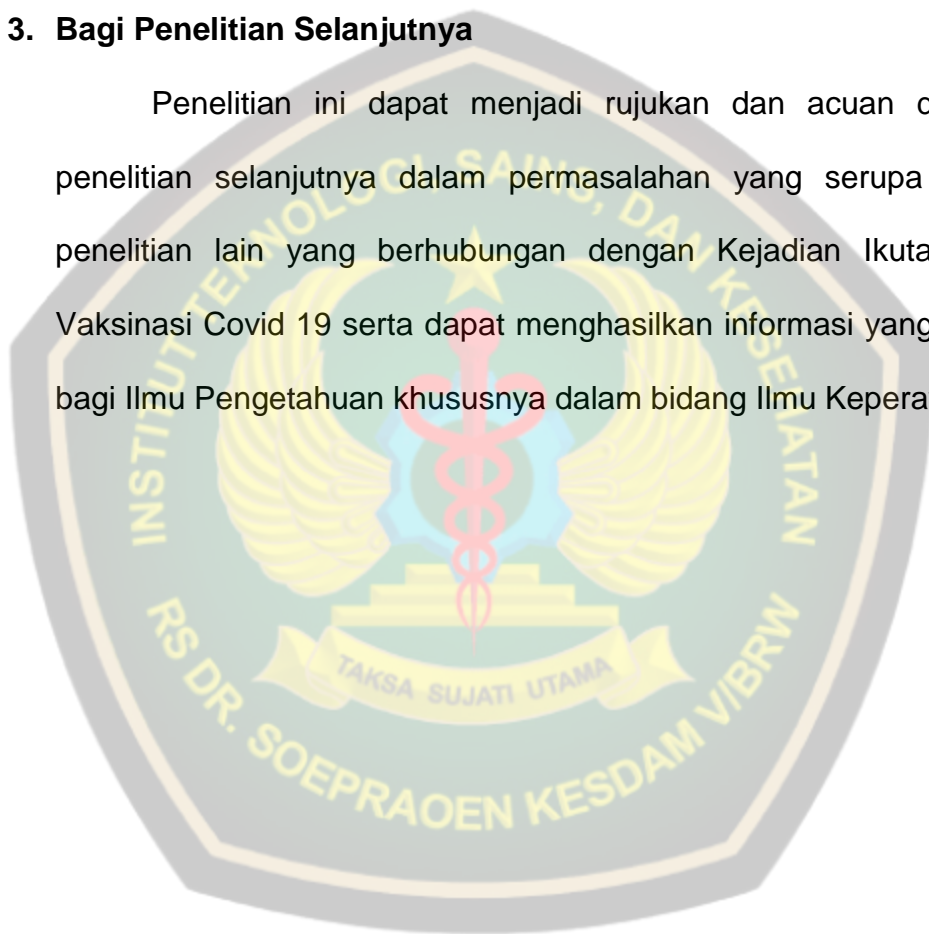 3. Bagi Penelitian Selanjutnya
Penelitian ini dapat menjadi rujukan dan acuan
penelitian selanjutnya dalam permasalahan yang serupa
penelitian lain yang berhubungan dengan Kejadian
Vaksinasi Covid 19 serta dapat menghasilkan informasi yang
bagi Ilmu Pengetahuan khususnya dalam bidang Ilmu
INSTITUT TEKNOLOGI, SAINS, DAN KESEHATAN
TAKSA SUJATI UTAMA
RS DR. SOEPRAOEN KESDAM V/BRW